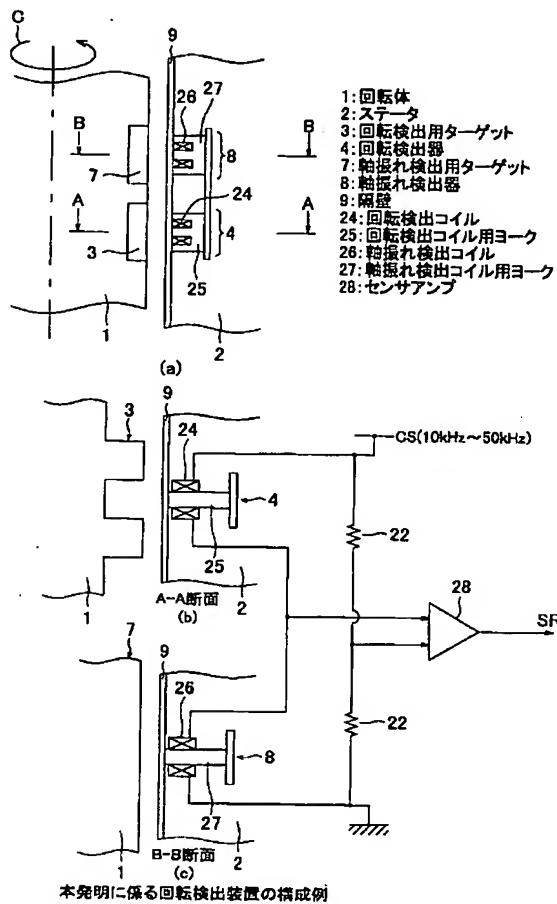 C
9
27
26
B
B
8
7
24
A
A
4
3
25
1
2
(a)
1:回転体
2:ステータ
3:回転検出用ターゲット
4:回転検出器
7:軸振れ検出用ターゲット
8:軸振れ検出器
9:隔壁
24:回転検出コイル
25:回転検出コイル用ヨーク
26:軸振れ検出コイル
27:軸振れ検出コイル用ヨーク
28:センサアンプ
3
9
24
CS(10kHz～50kHz)
4
22
25
28
1
A-A断面
2
(b)
SR
7
9
26
22
8
27
1
B-B断面
2
(c)
本発明に係る回転検出装置の構成例